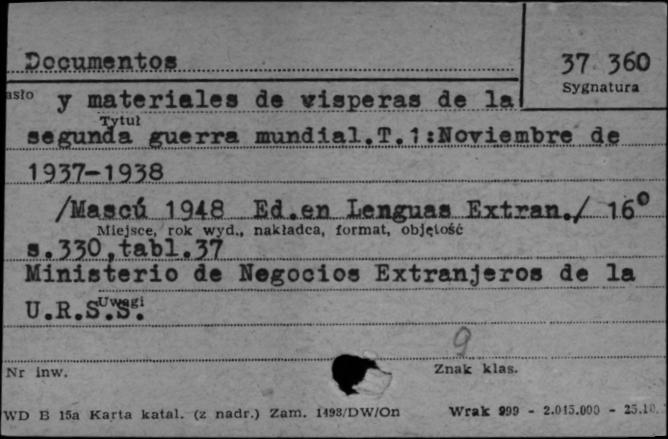 Documentos
37 360
Sygnatura
asło
y materiales de visperas de la
Tytuł
segunda guerra mundial.T.1:Noviembre de
1937-1938
/Mascú 1948 Ed.en Lenguas Extran./ 16°
Miejsce, rok wyd., nakładca, format, objętość
s.330,tabl.37
Ministerio de Negocios Extranjeros de la
Uwagi
U.R.S.S.
9
Nr inw.
Znak klas.
WD B 15a Karta katal. (z nadr.) Zam. 1498/DW/On
Wrak 999 - 2.015.000 - 25.10.